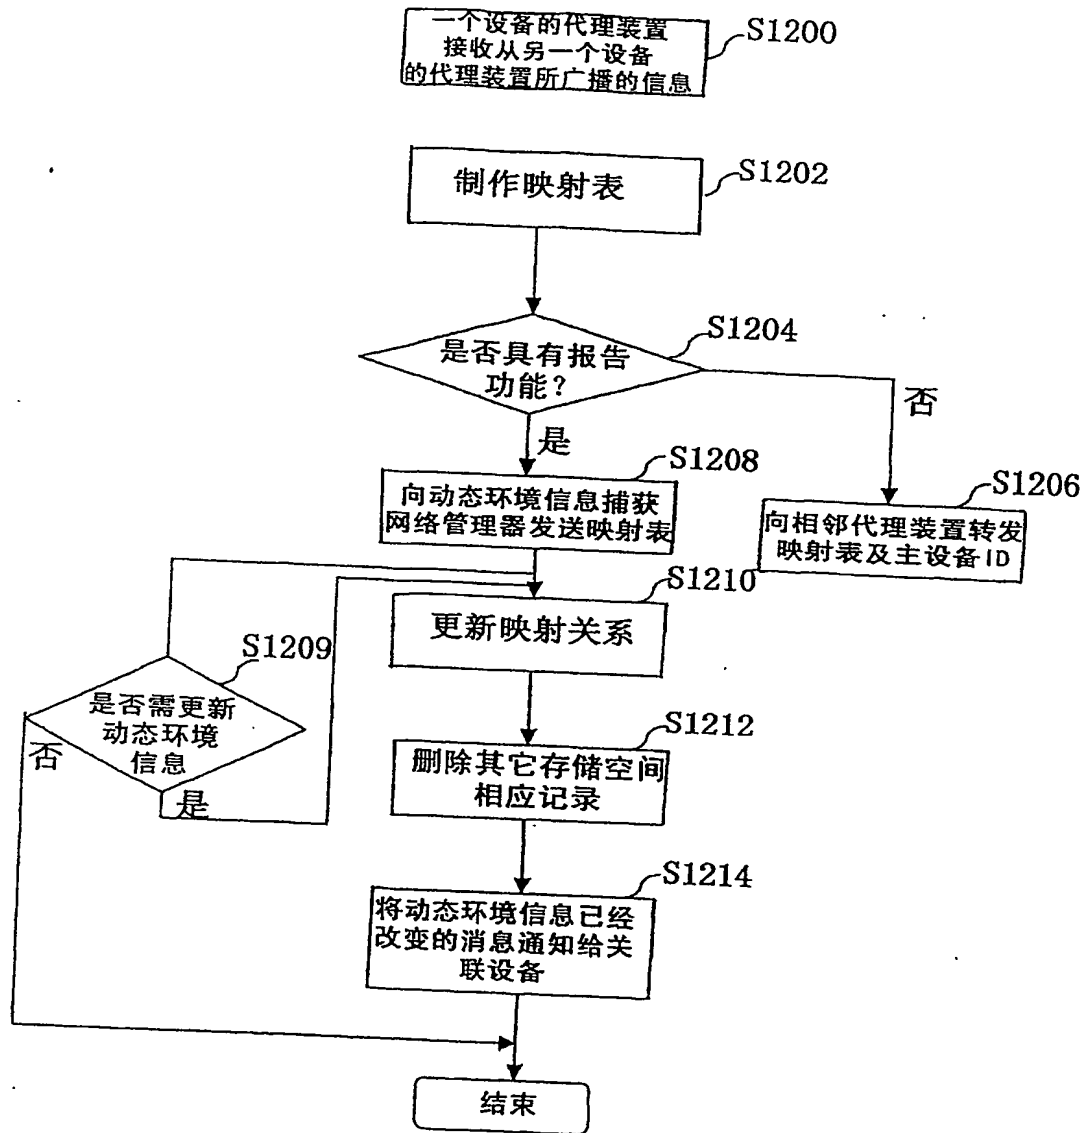 一个设备的代理装置
接收从另一个设备
的代理装置所广播的信息
S1200
制作映射表
S1202
是否具有报告
功能？
S1204
否
是
向动态环境信息捕获
网络管理器发送映射表
S1208
向相邻代理装置转发
映射表及主设备ID
S1206
更新映射关系
S1210
是否需更新
动态环境
信息
S1209
否
是
删除其它存储空间
相应记录
S1212
将动态环境信息已经
改变的消息通知给关
联设备
S1214
结束